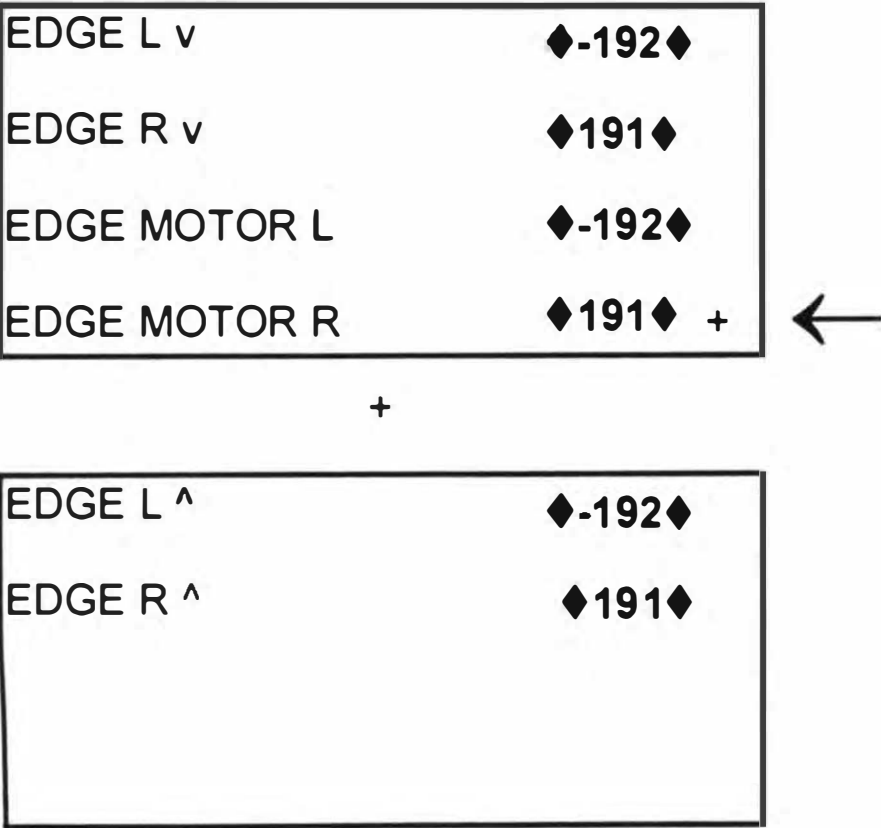 EDGE L v ♦-192♦
EDGE R v ♦191♦
EDGE MOTOR L ♦-192♦
EDGE MOTOR R ♦191♦ +
+
EDGE L ^ ♦-192♦
EDGE R ^ ♦191♦